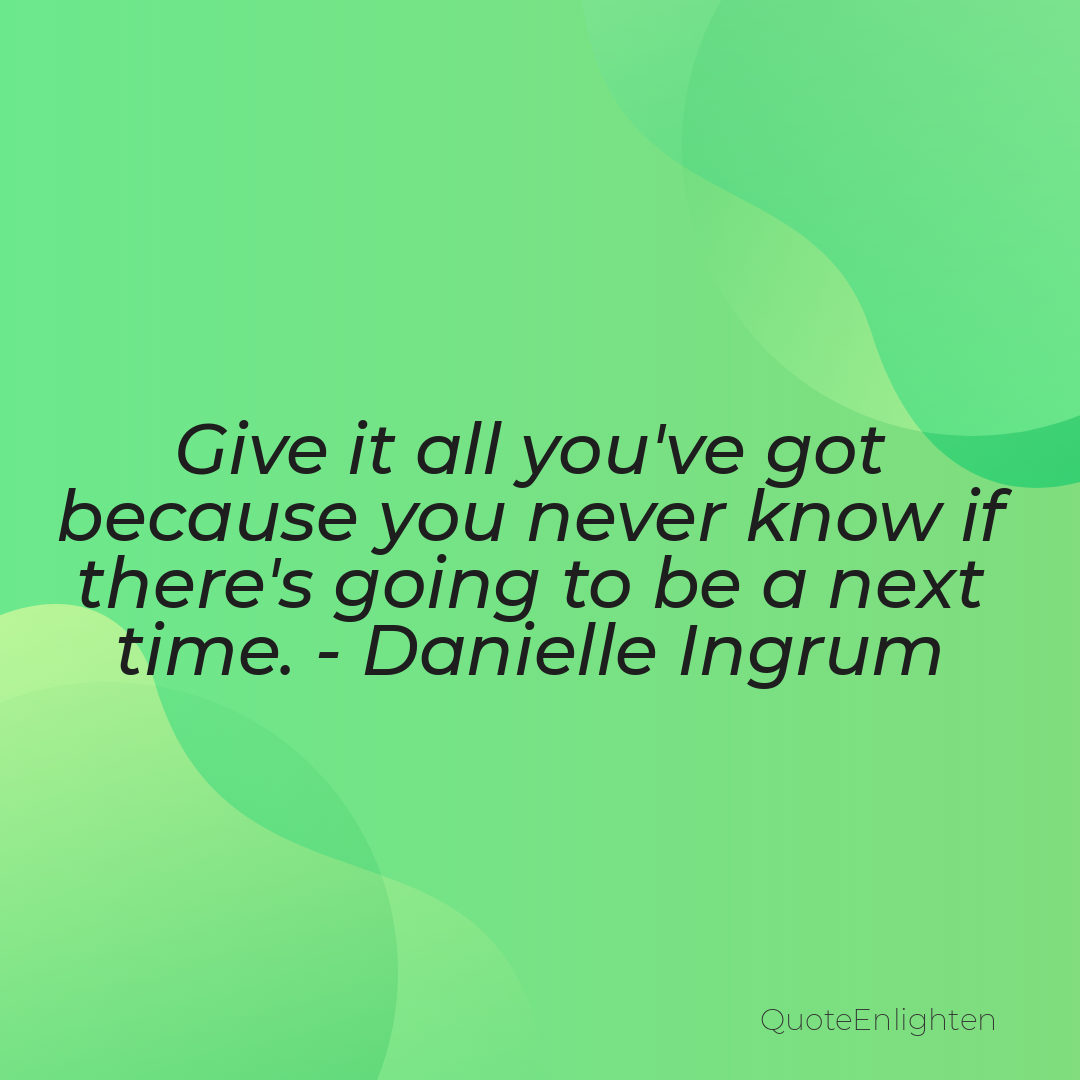 Give it all you've got
because you never know if
there's going to be a next
time. - Danielle Ingrum
QuoteEnlighten